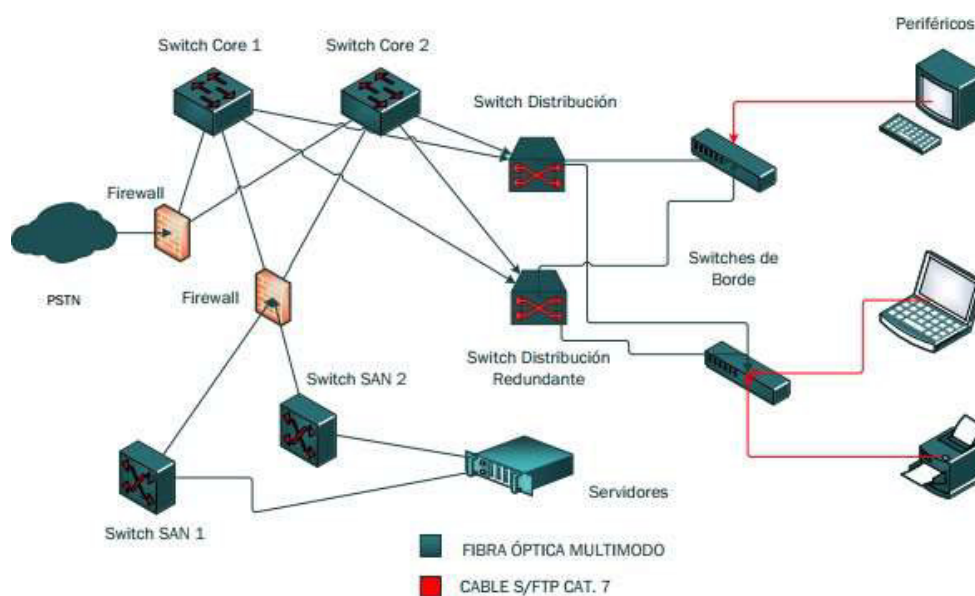 Periféricos
Switch Core 1
Switch Core 2
Switch Distribución
Firewall
PSTN
Firewall
Switches de
Borde
Switch Distribución
Redundante
Switch SAN 2
Switch SAN 1
Servidores
FIBRA ÓPTICA MULTIMODO
CABLE S/FTP CAT. 7